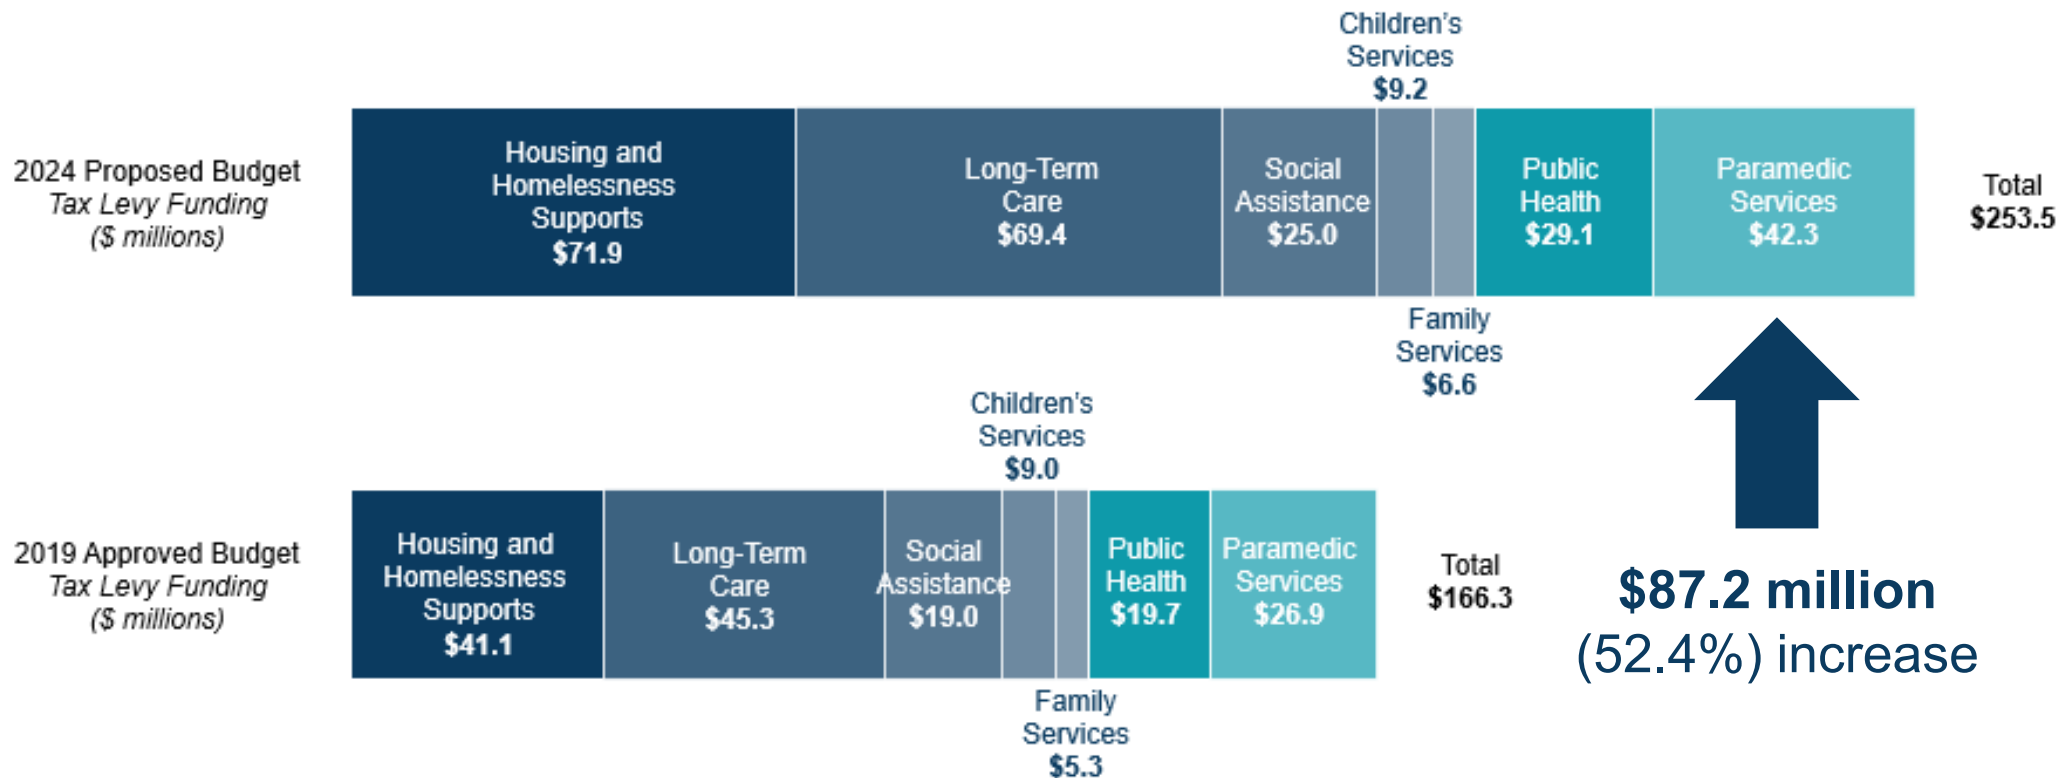 Children's
Services
$9.2
2024 Proposed Budget
Tax Levy Funding
($ millions)
Housing and
Homelessness
Supports
$71.9
Long-Term
Care
$69.4
Social
Assistance
$25.0
Public
Health
$29.1
Paramedic
Services
$42.3
Total
$253.5
Family
Services
$6.6
Children's
Services
$9.0
2019 Approved Budget
Tax Levy Funding
($ millions)
Housing and
Homelessness
Supports
$41.1
Long-Term
Care
$45.3
Social
Assistance
$19.0
Public
Health
$19.7
Paramedic
Services
$26.9
Total
$166.3
Family
Services
$5.3
$87.2 million
(52.4%) increase